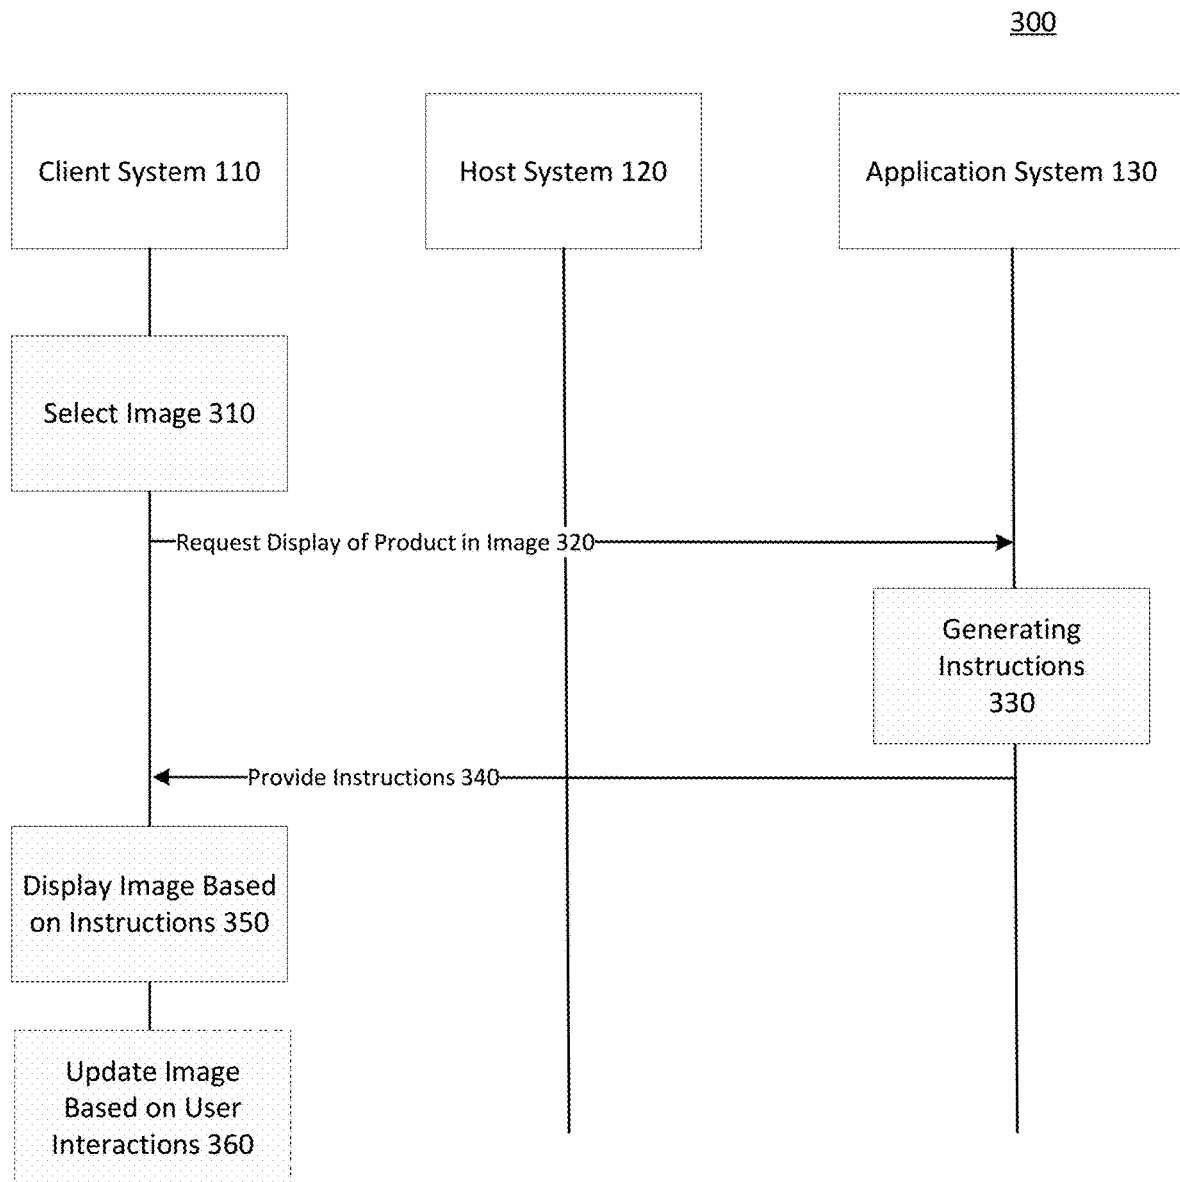 300
Client System 110
Host System 120
Application System 130
Select Image 310
Request Display of Product in Image 320
Generating
Instructions
330
Provide Instructions 340
Display Image Based
on Instructions 350
Update Image
Based on User
Interactions 360